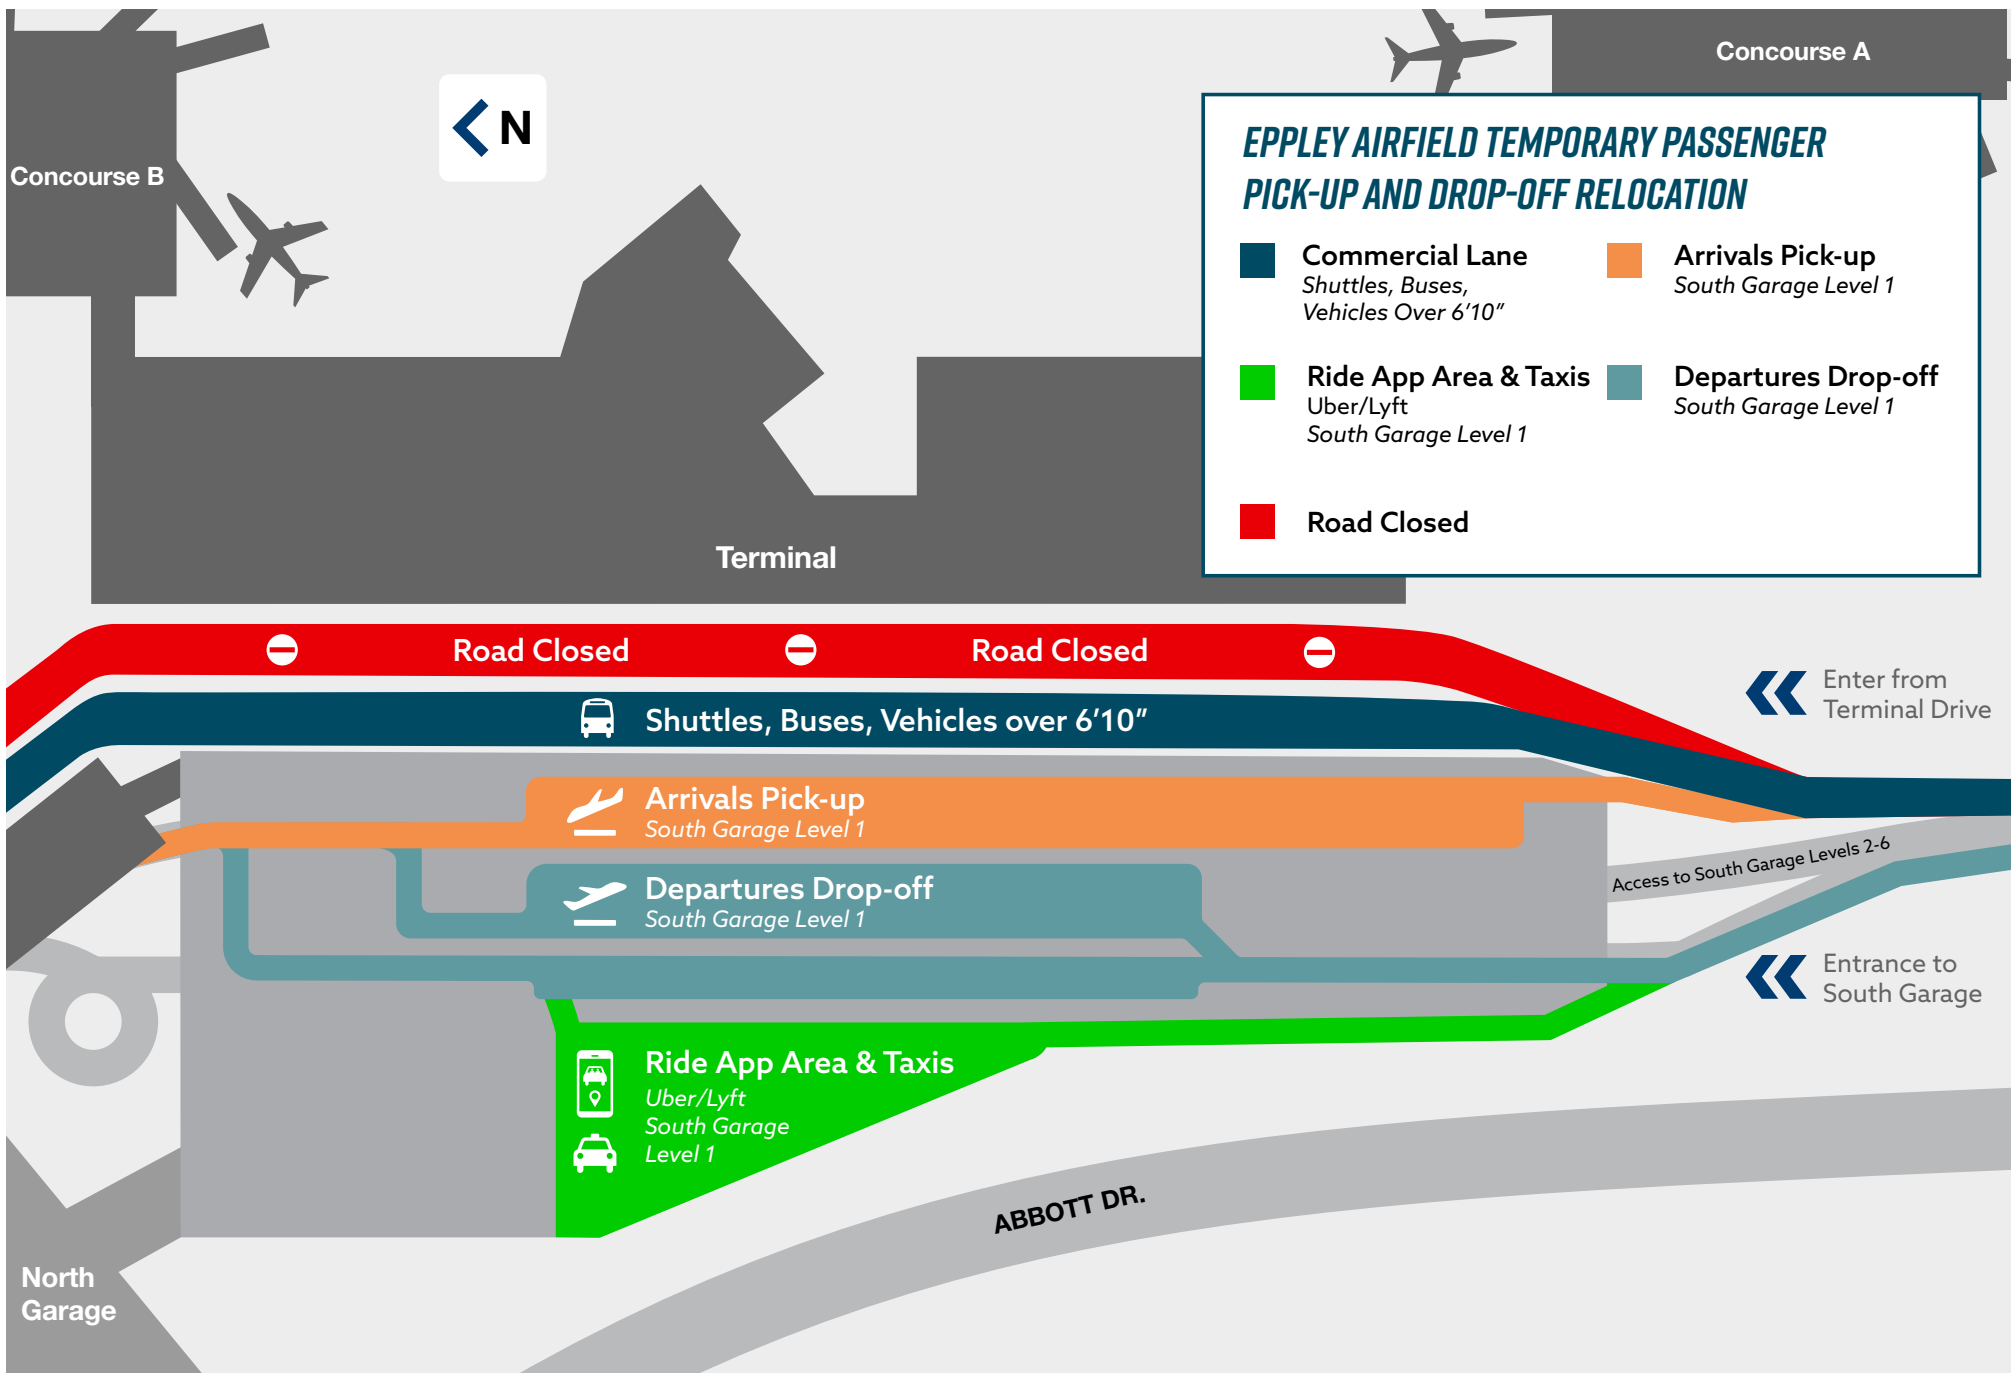 Concourse A
N
Concourse B
EPPLEY AIRFIELD TEMPORARY PASSENGER
PICK-UP AND DROP-OFF RELOCATION
Commercial Lane
Shuttles, Buses,
Vehicles Over 6'10"
Arrivals Pick-up
South Garage Level 1
Ride App Area & Taxis
Uber/Lyft
South Garage Level 1
Departures Drop-off
South Garage Level 1
Road Closed
Terminal
Road Closed
Road Closed
Enter from
Terminal Drive
Shuttles, Buses, Vehicles over 6'10"
Arrivals Pick-up
South Garage Level 1
Access to South Garage Levels 2-6
Departures Drop-off
South Garage Level 1
Entrance to
South Garage
Ride App Area & Taxis
Uber/Lyft
South Garage
Level 1
ABBOTT DR.
North
Garage